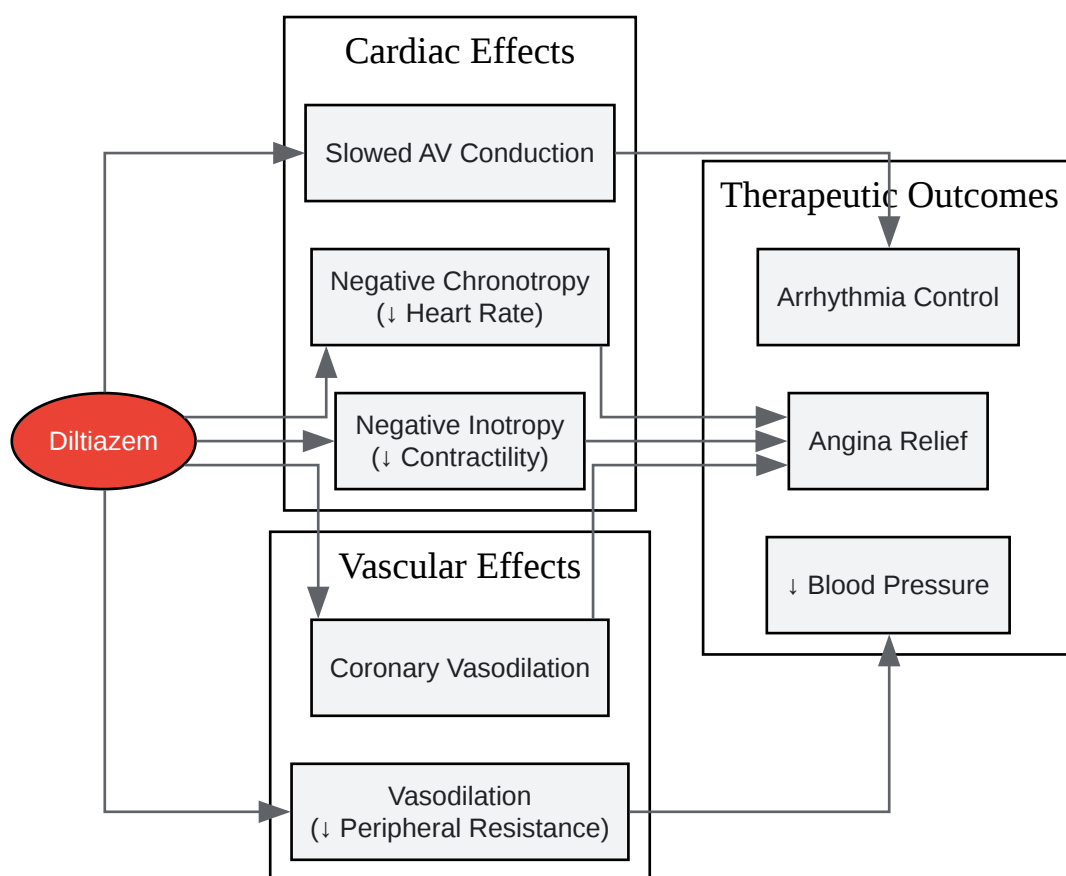 Cardiac Effects
Slowed AV Conduction
Negative Chronotropy
(↓ Heart Rate)
Negative Inotropy
(↓ Contractility)
Diltiazem
Vascular Effects
Coronary Vasodilation
Vasodilation
(↓ Peripheral Resistance)
Therapeutic Outcomes
Arrhythmia Control
Angina Relief
↓ Blood Pressure